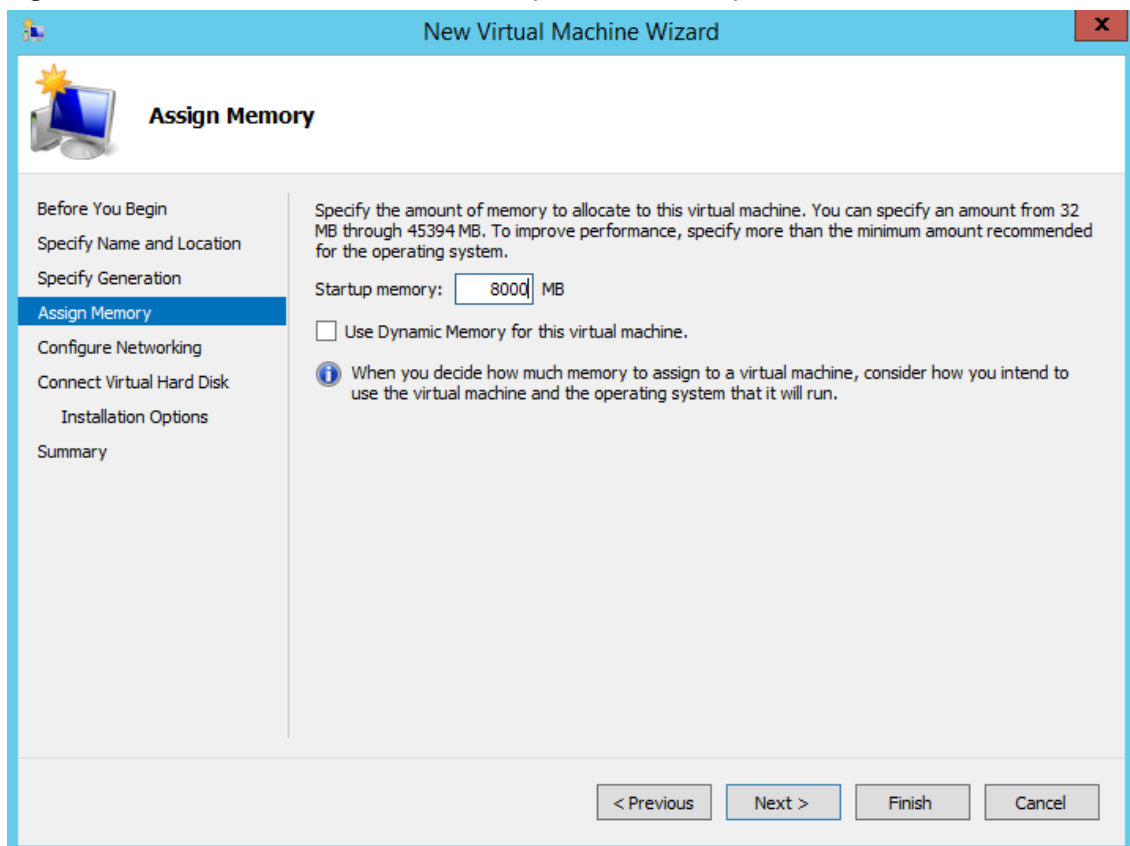 New Virtual Machine Wizard
X
Assign Memory
Before You Begin
Specify Name and Location
Specify Generation
Assign Memory
Configure Networking
Connect Virtual Hard Disk
Installation Options
Summary
Specify the amount of memory to allocate to this virtual machine. You can specify an amount from 32
MB through 45394 MB. To improve performance, specify more than the minimum amount recommended
for the operating system.
Startup memory: 8000 MB
Use Dynamic Memory for this virtual machine.
When you decide how much memory to assign to a virtual machine, consider how you intend to
use the virtual machine and the operating system that it will run.
< Previous Next > Finish Cancel